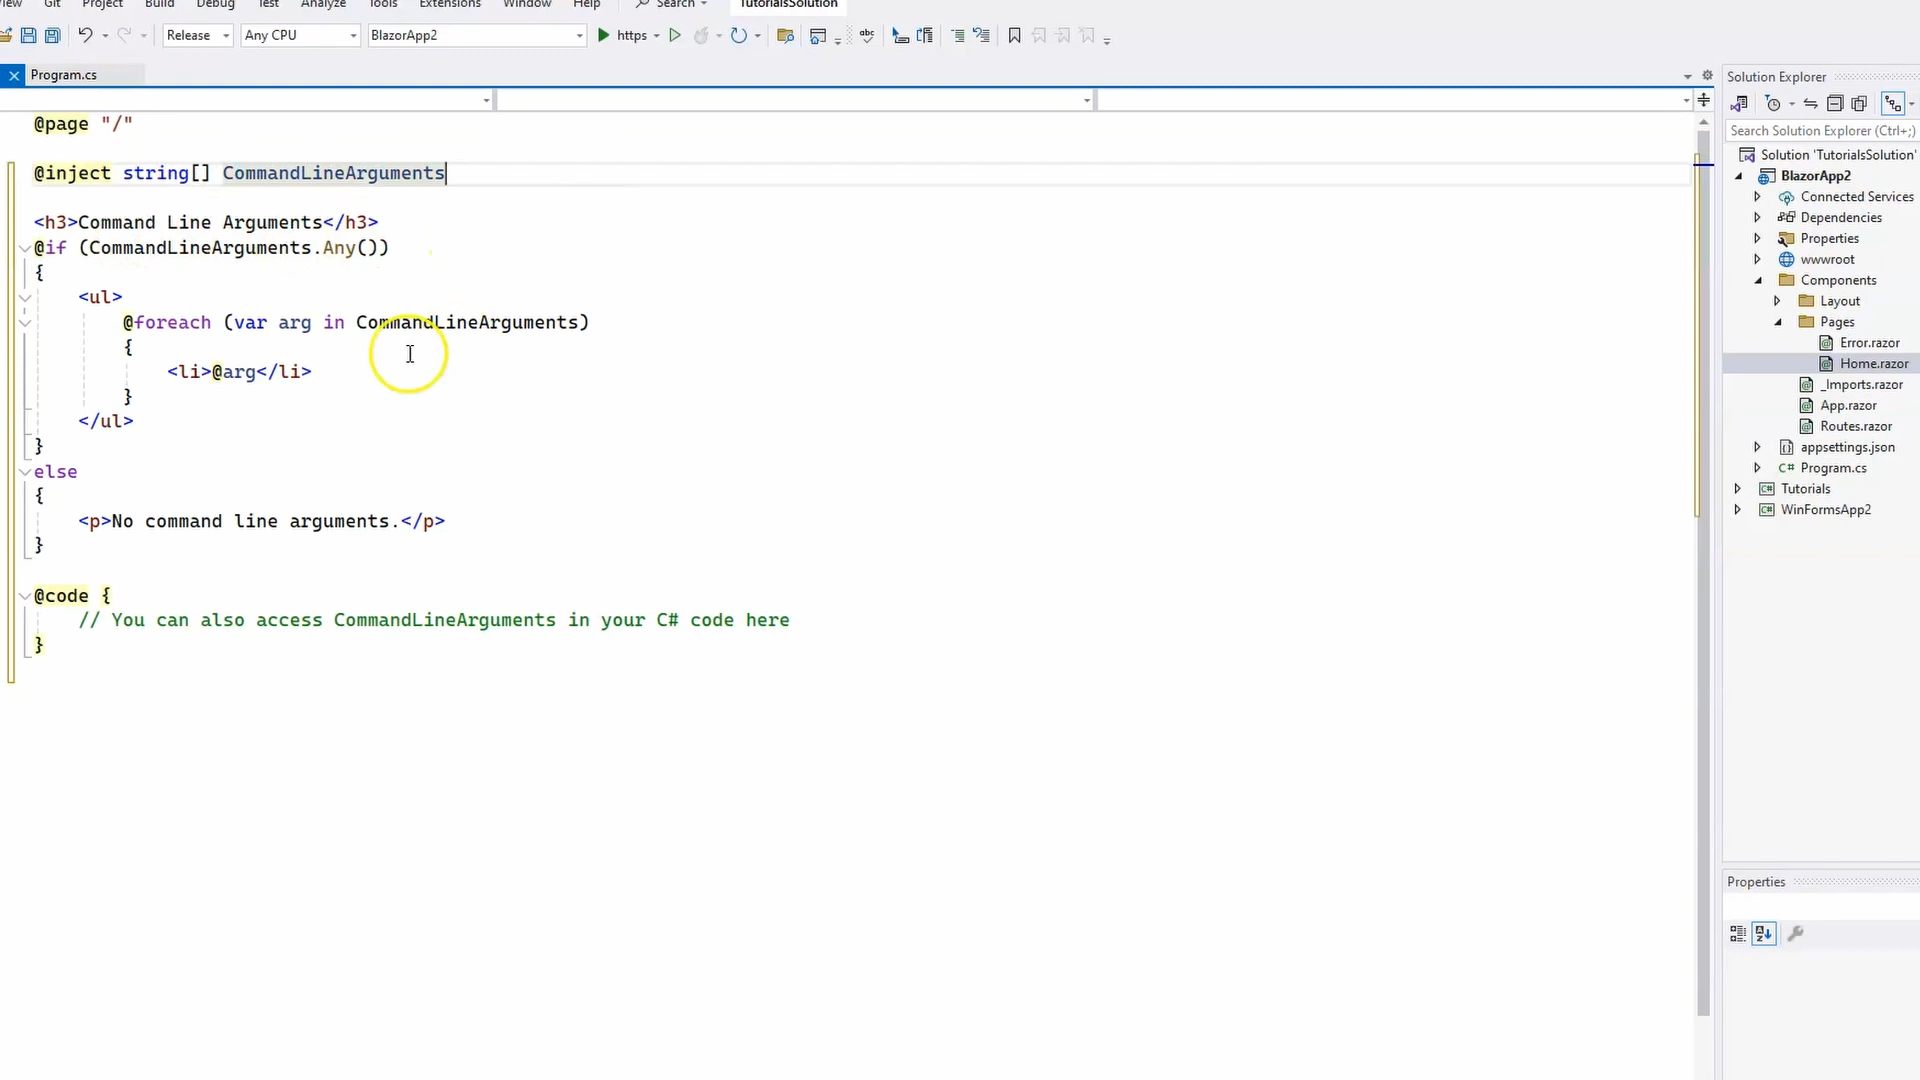 Git Project Build Debug Test Analyze Tools Extensions Window Help Search TutorialsSolution
Release Any CPU BlazorApp2 https abc
Program.cs
@page "/"
@inject string[] CommandLineArguments
<h3>Command Line Arguments</h3>
@if (CommandLineArguments.Any())
{
<ul>
@foreach (var arg in CommandLineArguments)
{
<li>@arg</li>
}
</ul>
}
else
{
<p>No command line arguments.</p>
}
@code {
// You can also access CommandLineArguments in your C# code here
}
Solution Explorer
Search Solution Explorer (Ctrl+;)
Solution 'TutorialsSolution'
BlazorApp2
Connected Services
Dependencies
Properties
wwwroot
Components
Layout
Pages
Error.razor
Home.razor
_Imports.razor
App.razor
Routes.razor
appsettings.json
C# Program.cs
C# Tutorials
C# WinFormsApp2
Properties